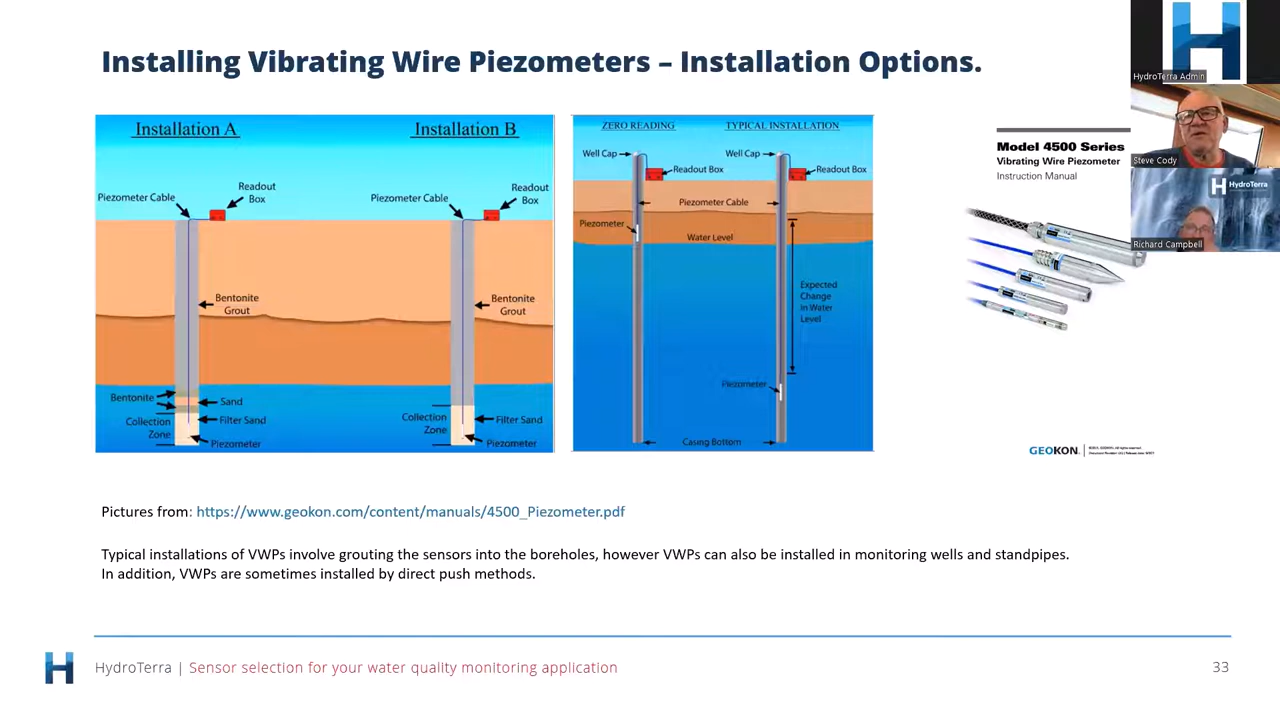 Installing Vibrating Wire Piezometers – Installation Options.
Installation A
Installation B
Piezometer Cable
Readout
Box
Piezometer Cable
Readout
Box
Bentonite
Grout
Bentonite
Grout
Bentonite
Sand
Collection
Zone
Filter Sand
Piezometer
Collection
Zone
Filter Sand
Piezometer
ZERO READING
TYPICAL INSTALLATION
Well Cap
Readout Box
Well Cap
Readout Box
Piezometer Cable
Piezometer
Water Level
Expected
Change
in Water
Level
Piezometer
Casing Bottom
Model 4500 Series
Vibrating Wire Piezometer
Instruction Manual
GEOKON
HydroTerra Admin
Steve Cody
HydroTerra
Richard Campbell
Pictures from: https://www.geokon.com/content/manuals/4500_Piezometer.pdf
Typical installations of VWPs involve grouting the sensors into the boreholes, however VWPs can also be installed in monitoring wells and standpipes.
In addition, VWPs are sometimes installed by direct push methods.
HydroTerra | Sensor selection for your water quality monitoring application
33